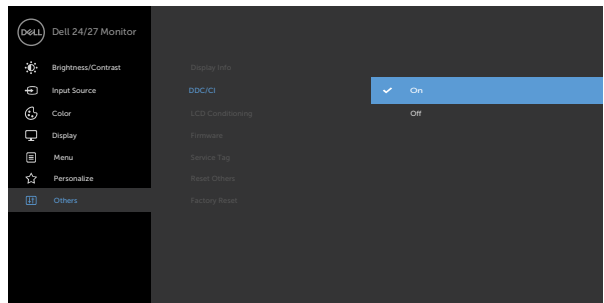 DELL
Dell 24/27 Monitor
Brightness/Contrast
Input Source
Color
Display
Menu
Personalize
Others
Display Info
DDC/CI
LCD Conditioning
Firmware
Service Tag
Reset Others
Factory Reset
On
Off